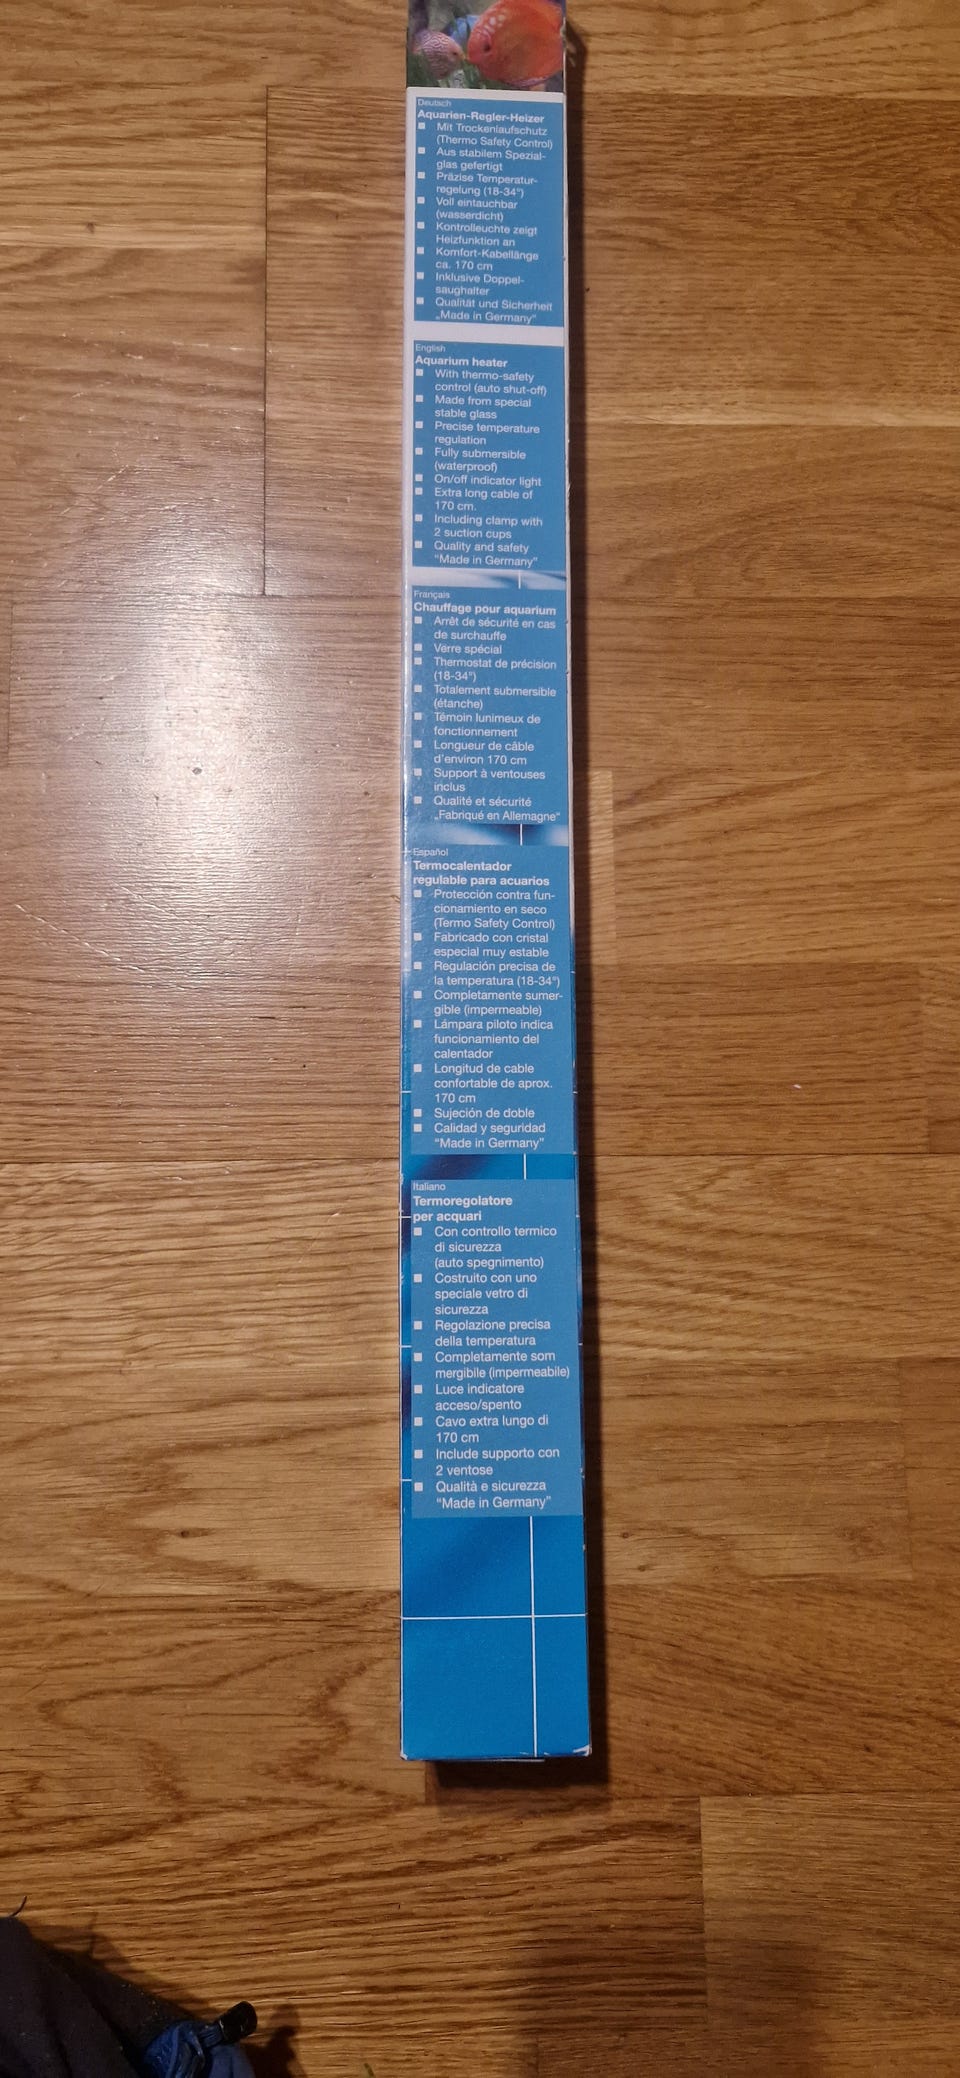 Deutsch
Aquarien-Regler-Heizer
Mit Trockenlaufschutz
(Thermo Safety Control)
Aus stabilem Spezial-
glas gefertigt
Präzise Temperatur-
regelung (18-34°)
Voll eintauchbar
(wasserdicht)
Kontrolleuchte zeigt
Heizfunktion an
Komfort-Kabellänge
ca. 170 cm
Inklusive Doppel-
saughalter
Qualität und Sicherheit
„Made in Germany“
English
Aquarium heater
With thermo-safety
control (auto shut-off)
Made from special
stable glass
Precise temperature
regulation
Fully submersible
(waterproof)
On/off indicator light
Extra long cable of
170 cm.
Including clamp with
2 suction cups
Quality and safety
“Made in Germany”
Français
Chauffage pour aquarium
Arrêt de sécurité en cas
de surchauffe
Verre spécial
Thermostat de précision
(18-34°)
Totalement submersible
(étanche)
Témoin lunimeux de
fonctionnement
Longueur de câble
d'environ 170 cm
Support à ventouses
inclus
Qualité et sécurité
„Fabriqué en Allemagne“
Español
Termocalentador
regulable para acuarios
Protección contra fun-
cionamiento en seco
(Termo Safety Control)
Fabricado con cristal
especial muy estable
Regulación precisa de
la temperatura (18-34°)
Completamente sumer-
gible (impermeable)
Lámpara piloto indica
funcionamiento del
calentador
Longitud de cable
confortable de aprox.
170 cm
Sujeción de doble
Calidad y seguridad
“Made in Germany”
Italiano
Termoregolatore
per acquari
Con controllo termico
di sicurezza
(auto spegnimento)
Costruito con uno
speciale vetro di
sicurezza
Regolazione precisa
della temperatura
Completamente som
mergibile (impermeabile)
Luce indicatore
acceso/spento
Cavo extra lungo di
170 cm
Include supporto con
2 ventose
Qualità e sicurezza
“Made in Germany”